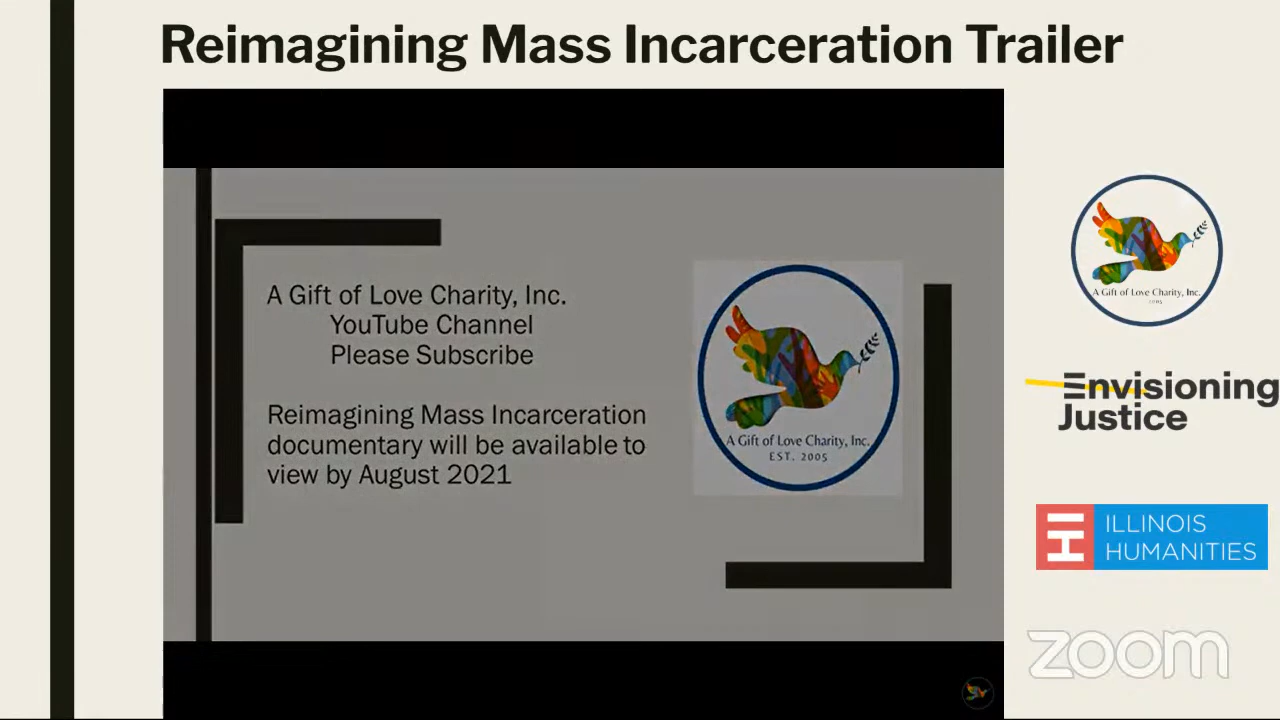 Reimagining Mass Incarceration Trailer
A Gift of Love Charity, Inc.
YouTube Channel
Please Subscribe
Reimagining Mass Incarceration
documentary will be available to
view by August 2021
A Gift of Love Charity, Inc.
EST. 2005
A Gift of Love Charity, Inc.
Envisioning
Justice
ILLINOIS
HUMANITIES
zoom